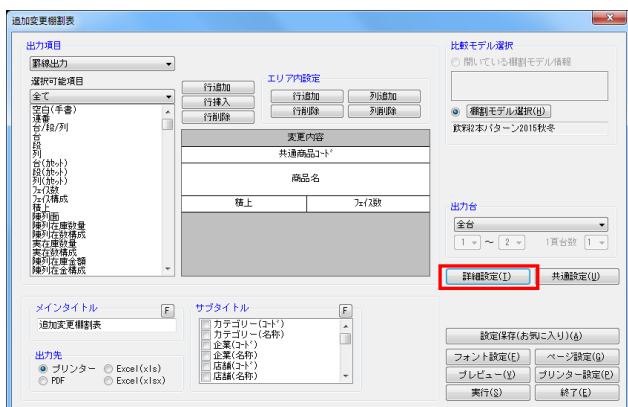 追加変更棚割表
出力項目
罫線出力
選択可能項目
全て
空白(手書)
連番
台/段/列
台
段
列
台(カセット)
段(カセット)
列(カセット)
フェイス数
フェイス構成
積上
陳列面
陳列在庫数量
陳列在数構成
実在庫数量
実在数構成
陳列在庫金額
陳列在金構成
行追加
行挿入
行削除
エリア内設定
行追加
列追加
行削除
列削除
変更内容
共通商品コード
商品名
積上
フェイス数
比較モデル選択
開いている棚割モデル情報
棚割モデル選択(H)
飲料2本パターン2015秋冬
出力台
全台
1 ～ 2
1頁台数 1
詳細設定(I)
共通設定(U)
メインタイトル F
追加変更棚割表
出力先
プリンター
Excel(xls)
PDF
Excel(xlsx)
サブタイトル F
カテゴリー(コード)
カテゴリー(名称)
企業(コード)
企業(名称)
店舗(コード)
店舗(名称)
設定保存(お気に入り)(A)
フォント設定(F)
ページ設定(G)
プレビュー(V)
プリンター設定(P)
実行(S)
終了(E)